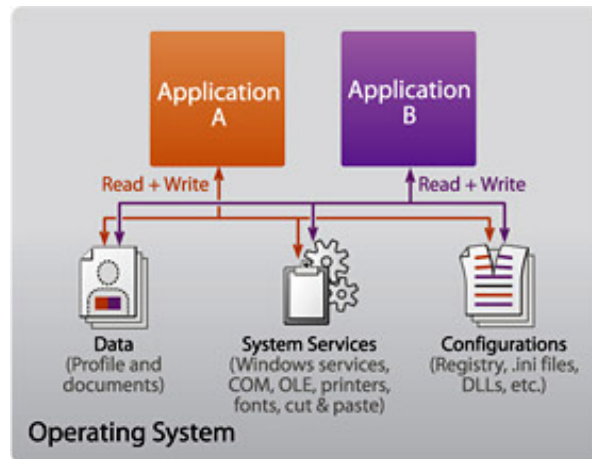 Application
A
Application
B
Read + Write
Read + Write
Data
(Profile and
documents)
System Services
(Windows services,
COM, OLE, printers,
fonts, cut & paste)
Configurations
(Registry, .ini files,
DLLs, etc.)
Operating System